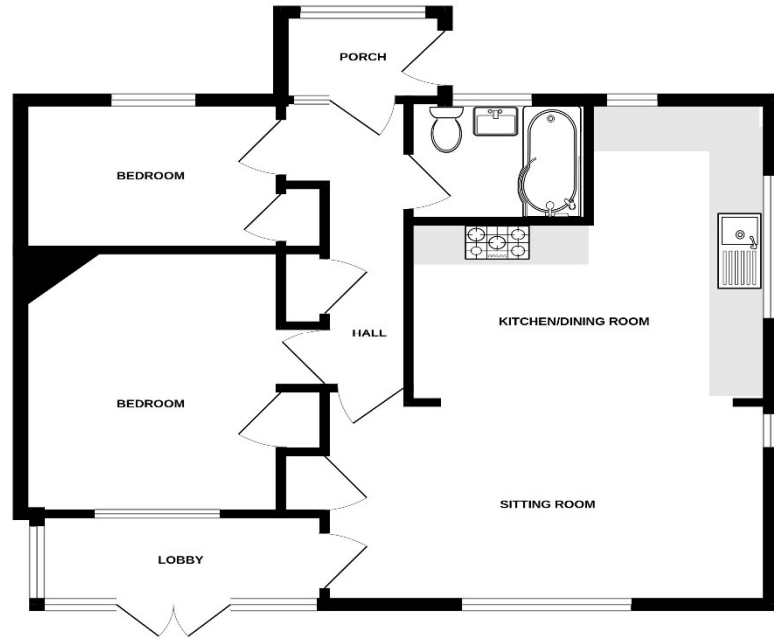 PORCH
BEDROOM
KITCHEN/DINING ROOM
HALL
BEDROOM
SITTING ROOM
LOBBY